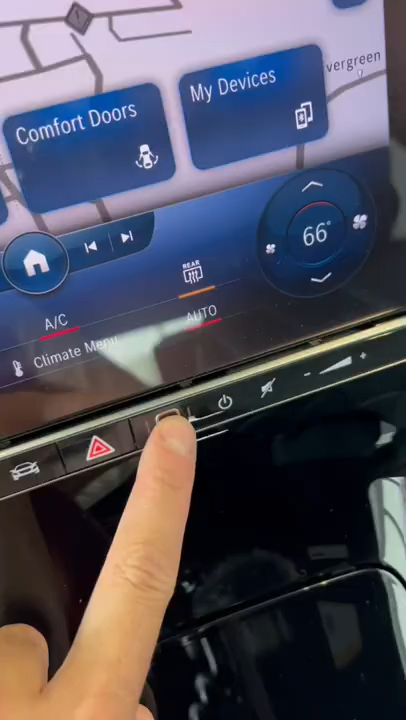 My Devices
vergreen
Comfort Doors
66°
REAR
A/C
AUTO
Climate Menu
- +